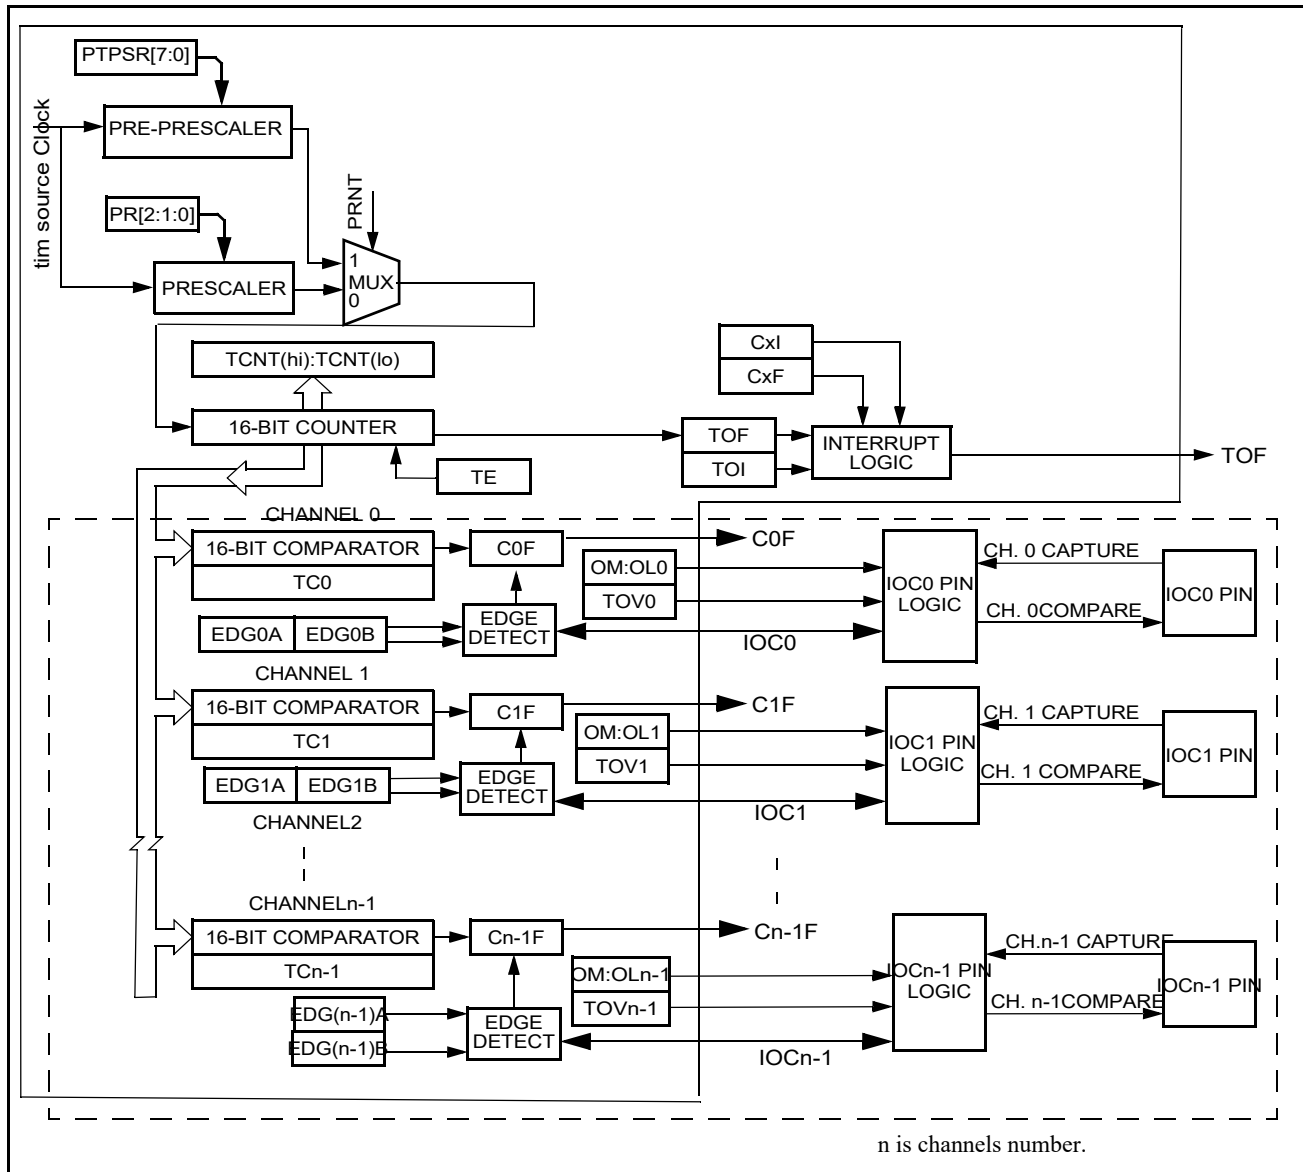 PTPSR[7:0]
tim source Clock
PRE-PRESCALER
PR[2:1:0]
PRNT
PRESCALER
1
MUX
0
TCNT(hi):TCNT(lo)
CxI
CxF
16-BIT COUNTER
TOF
TOI
INTERRUPT
LOGIC
TOF
TE
CHANNEL 0
16-BIT COMPARATOR
TC0
C0F
C0F
OM:OL0
TOV0
EDG0A
EDG0B
EDGE
DETECT
IOC0
IOC0 PIN
LOGIC
CH. 0 CAPTURE
CH. 0COMPARE
IOC0 PIN
CHANNEL 1
16-BIT COMPARATOR
TC1
C1F
C1F
OM:OL1
TOV1
EDG1A
EDG1B
EDGE
DETECT
IOC1
IOC1 PIN
LOGIC
CH. 1 CAPTURE
CH. 1 COMPARE
IOC1 PIN
CHANNEL2
CHANNELn-1
16-BIT COMPARATOR
TCn-1
Cn-1F
Cn-1F
OM:OLn-1
TOVn-1
EDG(n-1)A
EDG(n-1)B
EDGE
DETECT
IOCn-1
IOCn-1 PIN
LOGIC
CH.n-1 CAPTURE
CH. n-1COMPARE
IOCn-1 PIN
n is channels number.